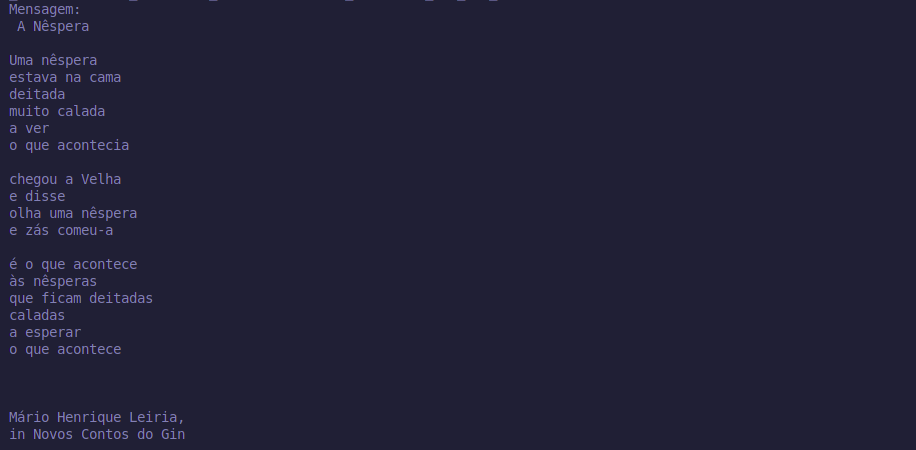 Mensagem:
A Nêspera
Uma nêspera
estava na cama
deitada
muito calada
a ver
o que acontecia
chegou a Velha
e disse
olha uma nêspera
e zás comeu-a
é o que acontece
às nêsperas
que ficam deitadas
caladas
a esperar
o que acontece
Mário Henrique Leiria,
in Novos Contos do Gin